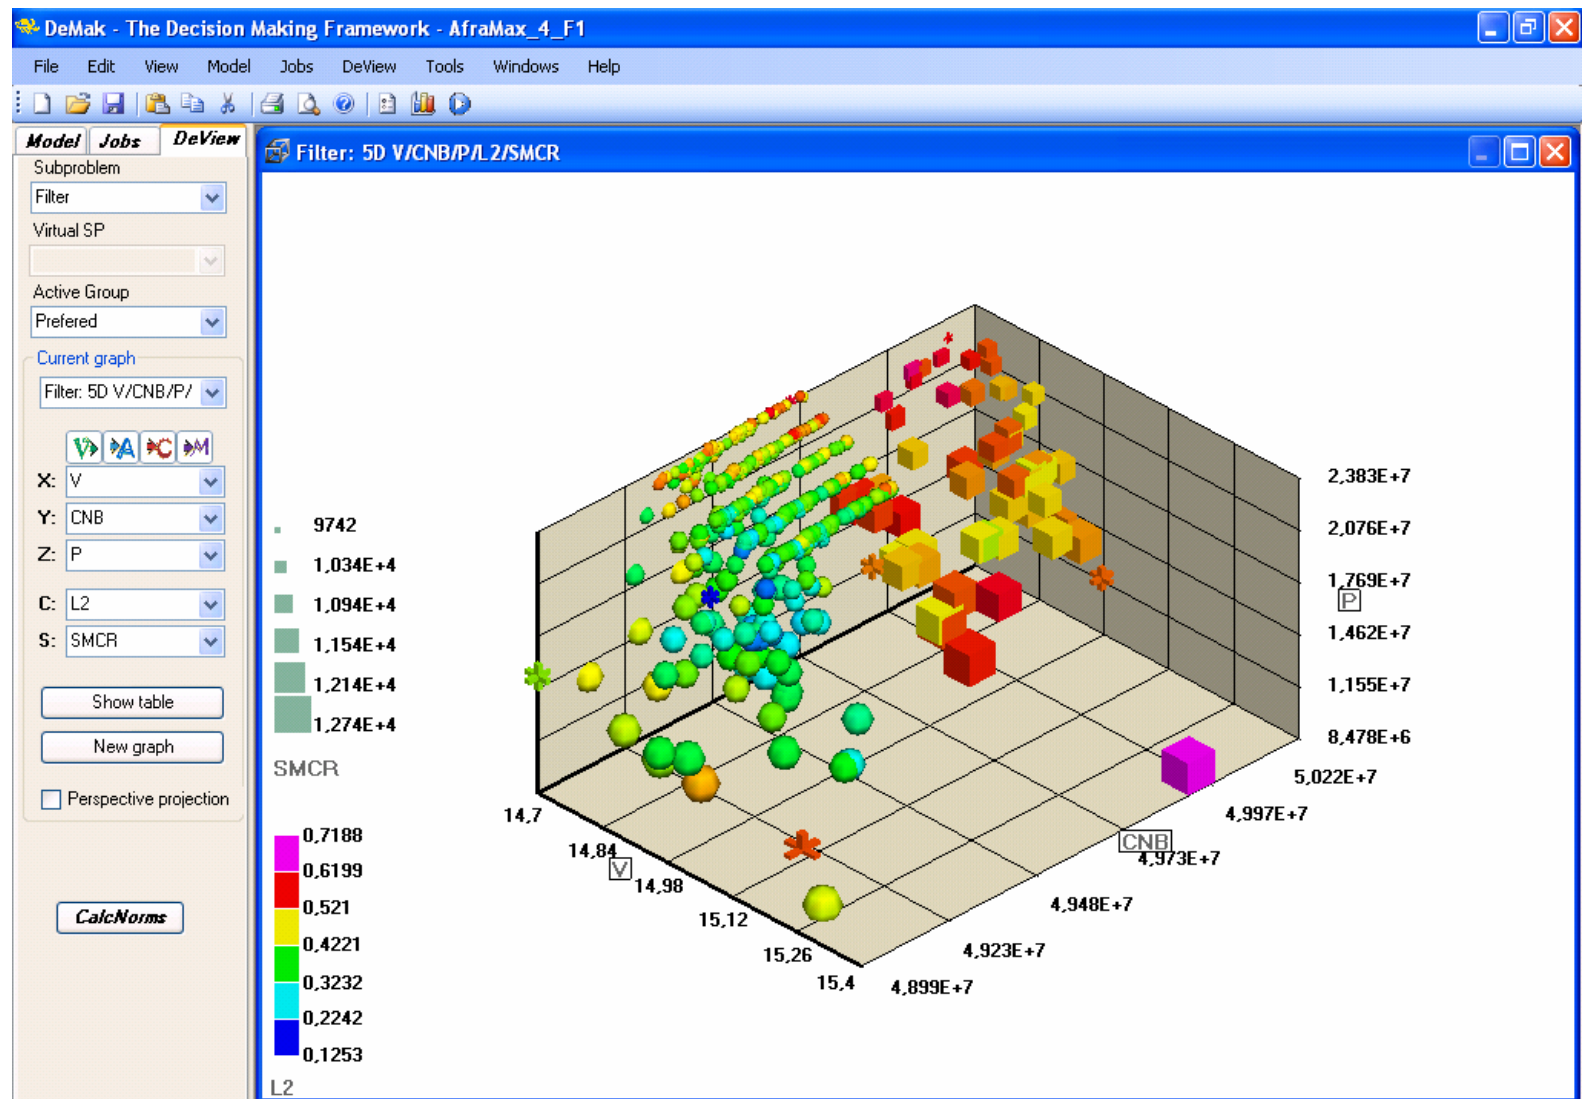 DeMak - The Decision Making Framework - AfraMax_4_F1
File Edit View Model Jobs DeView Tools Windows Help
Model Jobs DeView
Filter: 5D V/CNB/P/L2/SMCR
Subproblem
Filter
Virtual SP
Active Group
Prefered
Current graph
Filter: 5D V/CNB/P/
V A C M
X: V
Y: CNB
Z: P
C: L2
S: SMCR
Show table
New graph
Perspective projection
CalcNorms
9742
1,034E+4
1,094E+4
1,154E+4
1,214E+4
1,274E+4
SMCR
0,7188
0,6199
0,521
0,4221
0,3232
0,2242
0,1253
L2
14,7
14,84
V
14,98
15,12
15,26
15,4
4,899E+7
4,923E+7
4,948E+7
CNB
4,973E+7
4,997E+7
5,022E+7
2,383E+7
2,076E+7
1,769E+7
P
1,462E+7
1,155E+7
8,478E+6